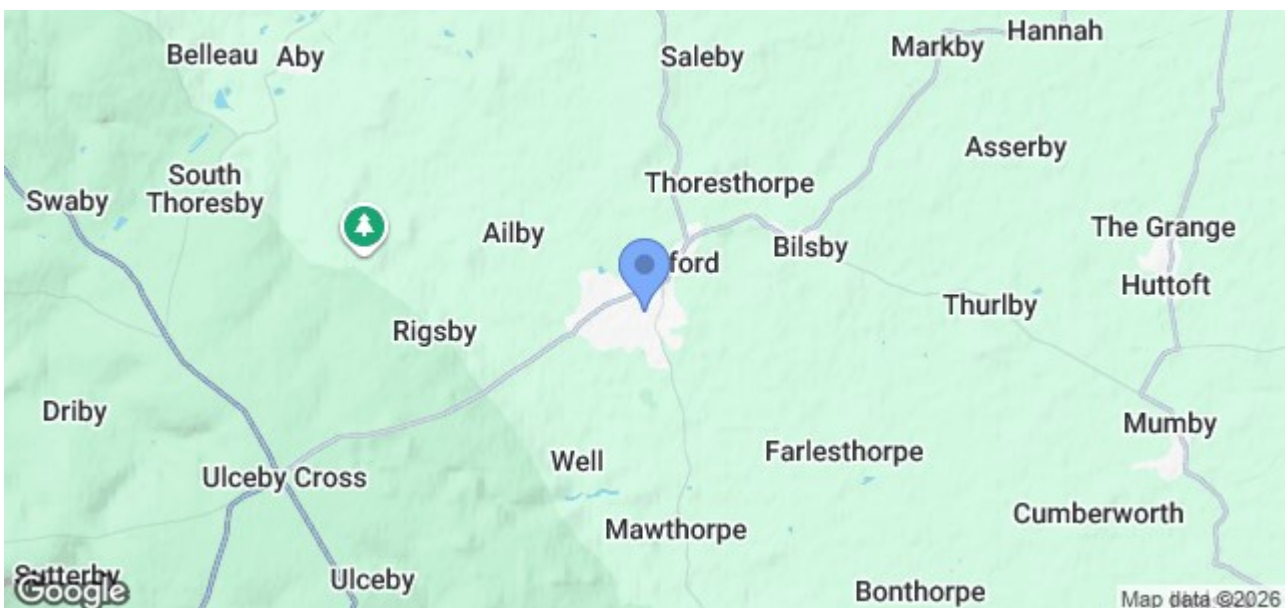 Belleau
Aby
Saleby
Markby
Hannah
Asserby
South
Thoresby
Swaby
Thoresthorpe
Ailby
Bilsby
The Grange
ford
Huttoft
Thurlby
Rigsby
Driby
Mumby
Well
Farlesthorpe
Ulceby Cross
Cumberworth
Mawthorpe
Sutterby
Ulceby
Bonthorpe
Google
Map data ©2026